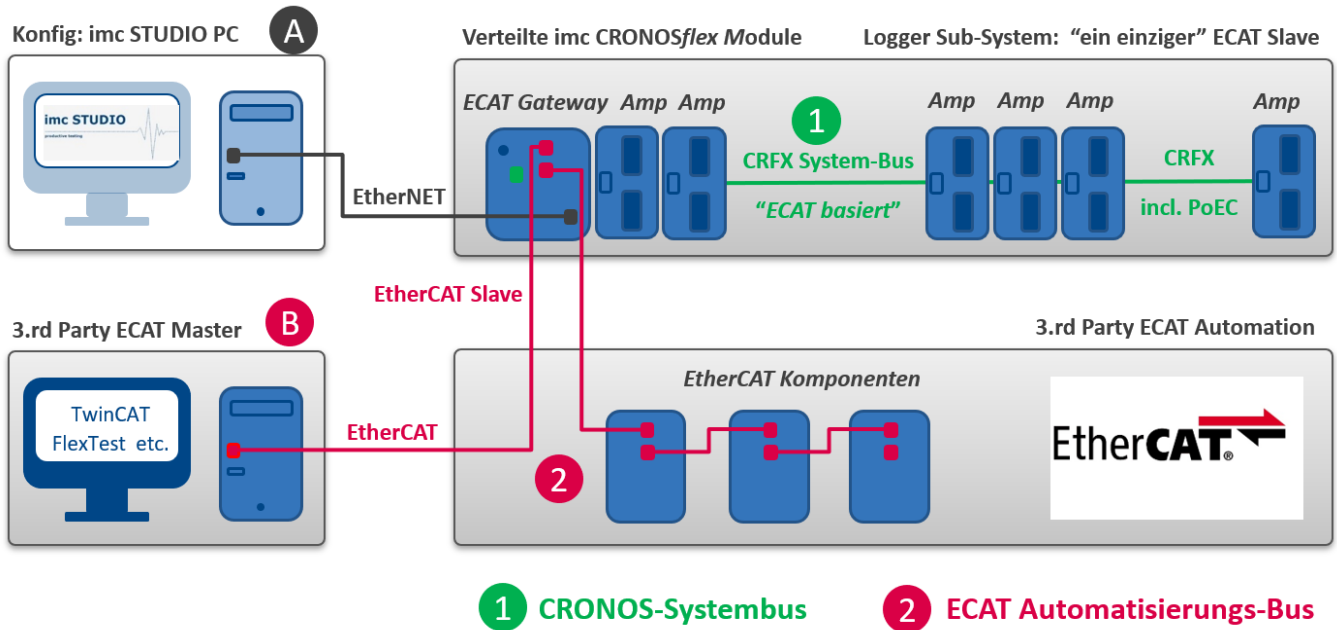 Konfig: imc STUDIO PC
A
Verteilte imc CRONOSflex Module
Logger Sub-System: “ein einziger” ECAT Slave
imc STUDIO
productive testing
ECAT Gateway
Amp
Amp
1
Amp
Amp
Amp
Amp
CRFX System-Bus
“ECAT basiert”
CRFX
incl. PoEC
EtherNET
EtherCAT Slave
3.rd Party ECAT Master
B
3.rd Party ECAT Automation
TwinCAT
FlexTest etc.
EtherCAT
2
EtherCAT Komponenten
EtherCAT®
1 CRONOS-Systembus
2 ECAT Automatisierungs-Bus